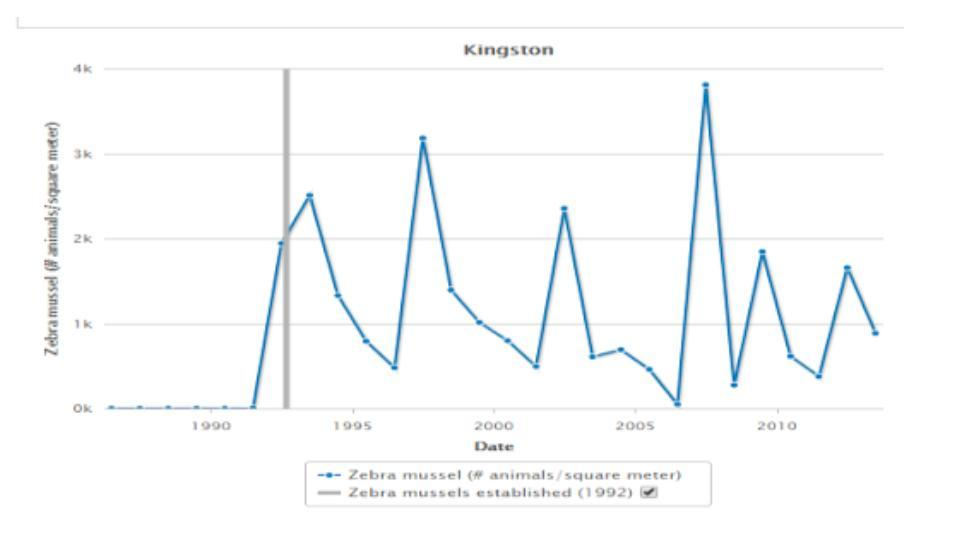 Kingston
4k
3k
2k
1k
0k
Zebra mussel (# animals/square meter)
1990 1995 2000 2005 2010
Date
Zebra mussel (# animals/square meter)
Zebra mussels established (1992)